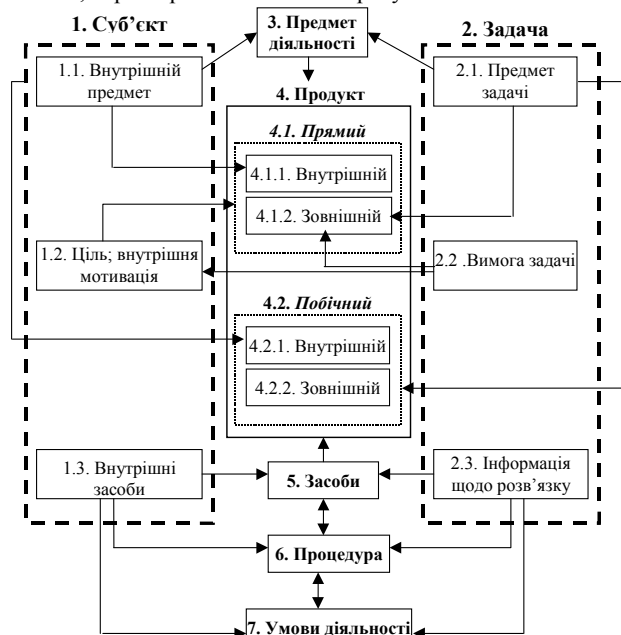 1. Суб’єкт
3. Предмет
діяльності
2. Задача
1.1. Внутрішній
предмет
2.1. Предмет
задачі
4. Продукт
4.1. Прямий
4.1.1. Внутрішній
4.1.2. Зовнішній
1.2. Ціль; внутрішня
мотивація
2.2 .Вимога задачі
4.2. Побічний
4.2.1. Внутрішній
4.2.2. Зовнішній
1.3. Внутрішні
засоби
5. Засоби
2.3. Інформація
щодо розв’язку
6. Процедура
7. Умови діяльності